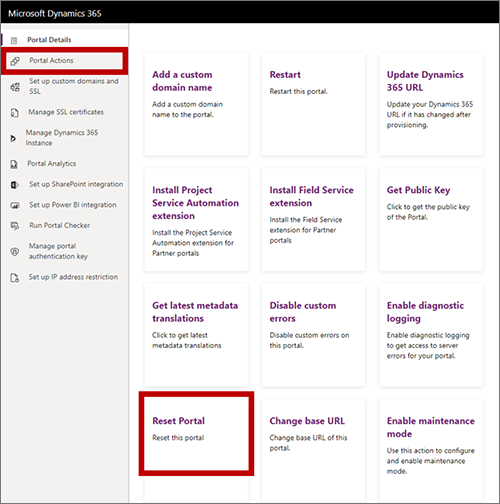 Microsoft Dynamics 365
Portal Details
Portal Actions
Set up custom domains and
SSL
Manage SSL certificates
Manage Dynamics 365
Instance
Portal Analytics
Set up SharePoint integration
Set up Power BI integration
Run Portal Checker
Manage portal
authentication key
Set up IP address restriction
Add a custom
domain name
Add a custom domain
name to the portal.
Restart
Restart this portal.
Update Dynamics
365 URL
Update your Dynamics
365 URL if it has
changed after
provisioning.
Install Project
Service Automation
extension
Install the Project Service
Automation extension for
Partner portals
Install Field Service
extension
Install the Field Service
extension for Partner
portals
Get Public Key
Click to get the public key
of the Portal.
Get latest metadata
translations
Click to get latest
metadata translations
Disable custom
errors
Disable custom errors on
this portal.
Enable diagnostic
logging
Enable diagnostic logging
to get access to server
errors for your portal.
Reset Portal
Reset this portal
Change base URL
Change base URL of this
portal.
Enable maintenance
mode
Use this action to configure
and enable maintenance
mode.